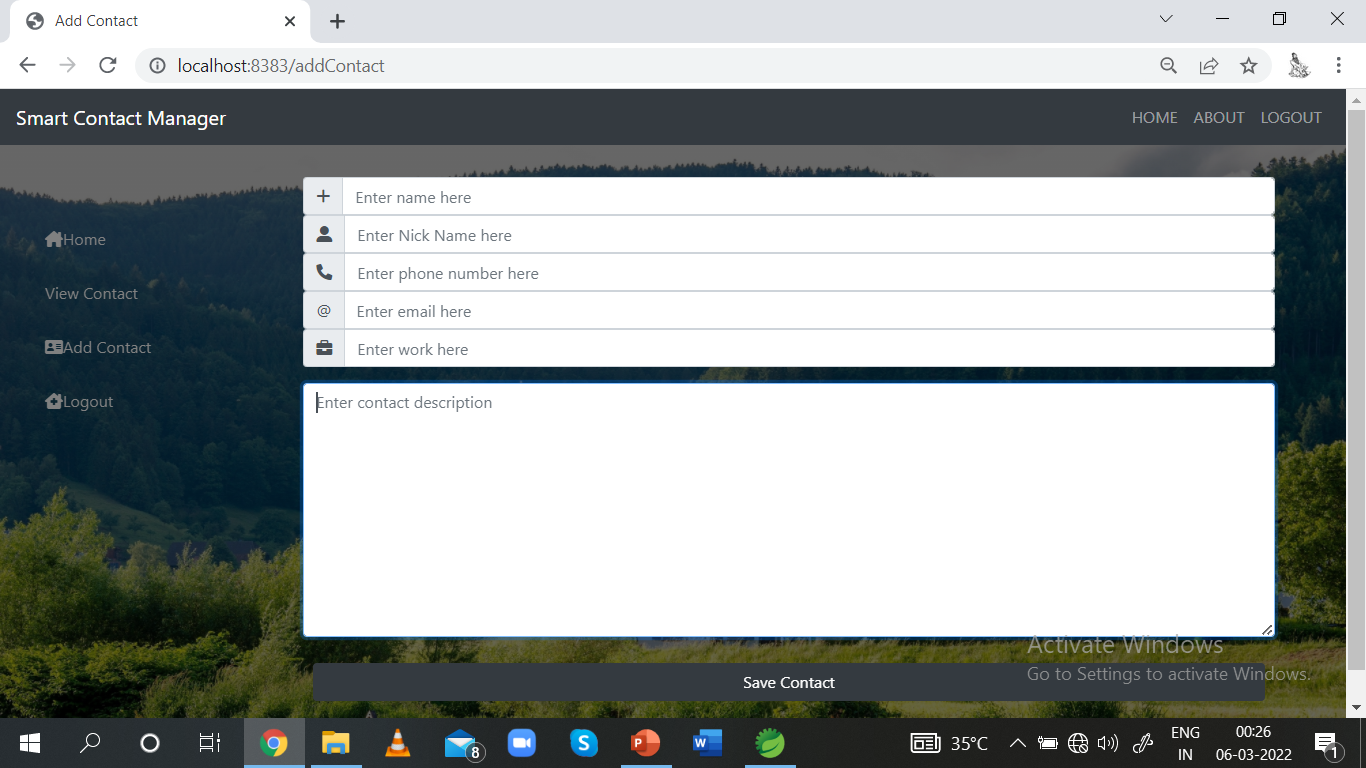 Add Contact
localhost:8383/addContact
Smart Contact Manager
HOME ABOUT LOGOUT
Enter name here
Enter Nick Name here
Home
Enter phone number here
View Contact
@ Enter email here
Add Contact
Enter work here
Logout
Enter contact description
Activate Windows
Go to Settings to activate Windows.
Save Contact
8
S
P
W
35°C
ENG
IN
00:26
06-03-2022
1